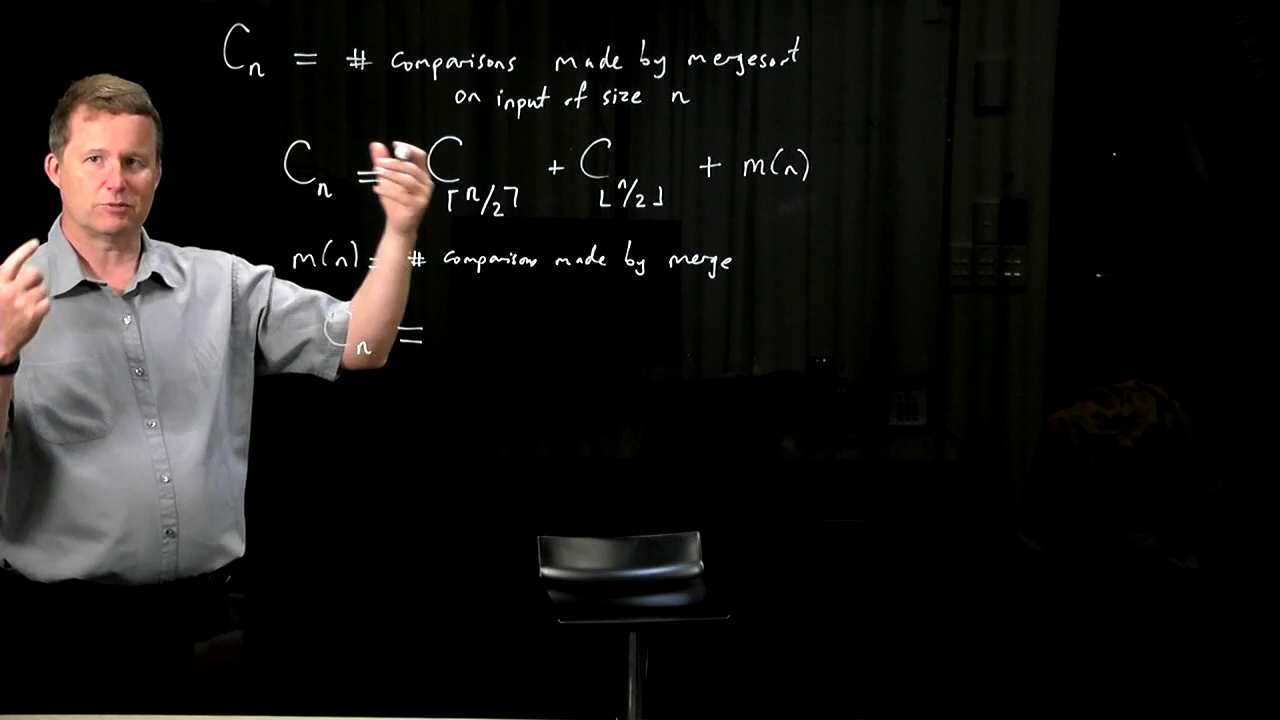 Cₙ = # comparisons made by mergesort
on input of size n
Cₙ = C⌈n/2⌉ + C⌊n/2⌋ + m(n)
m(n) = # comparisons made by merge
Cₙ =